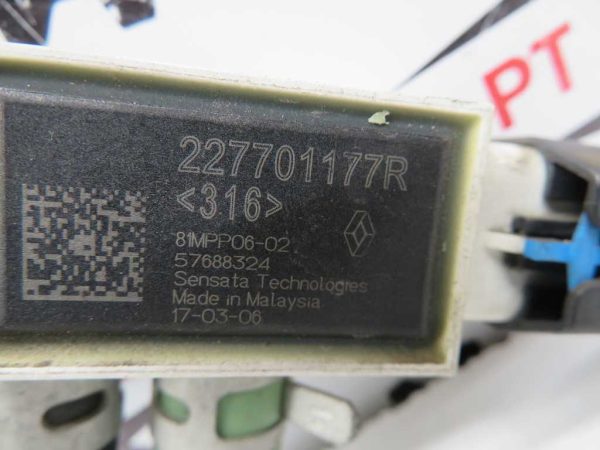 PT
227701177R
<316>
81MPP06-02
57688324
Sensata Technologies
Made in Malaysia
17-03-06